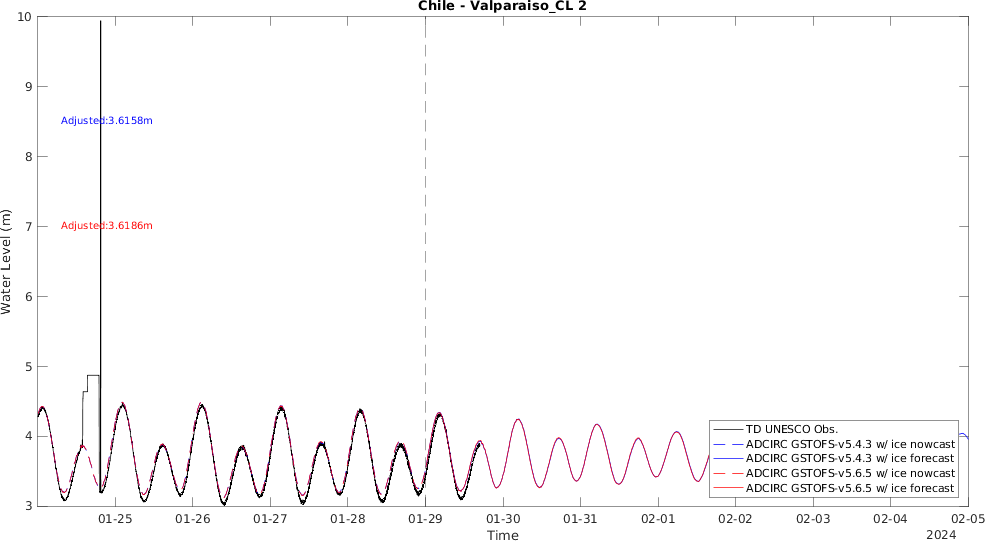 Chile - Valparaiso_CL 2
10
9
8
7
6
5
4
3
Water Level (m)
Adjusted:3.6158m
Adjusted:3.6186m
TD UNESCO Obs.
ADCIRC GSTOFS-v5.4.3 w/ ice nowcast
ADCIRC GSTOFS-v5.4.3 w/ ice forecast
ADCIRC GSTOFS-v5.6.5 w/ ice nowcast
ADCIRC GSTOFS-v5.6.5 w/ ice forecast
01-25 01-26 01-27 01-28 01-29 01-30 01-31 02-01 02-02 02-03 02-04 02-05
Time
2024